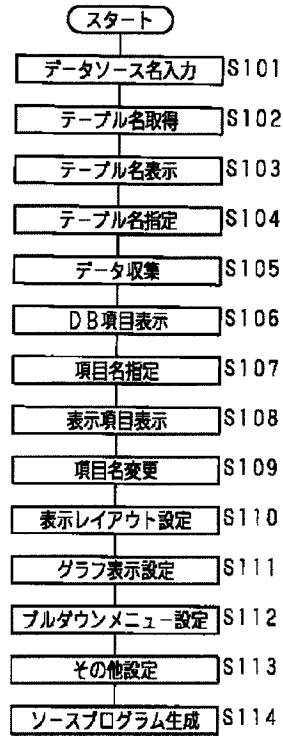 スタート
データソース名入力 S101
テーブル名取得 S102
テーブル名表示 S103
テーブル名指定 S104
データ収集 S105
DB項目表示 S106
項目名指定 S107
表示項目表示 S108
項目名変更 S109
表示レイアウト設定 S110
グラフ表示設定 S111
プルダウンメニュー設定 S112
その他設定 S113
ソースプログラム生成 S114